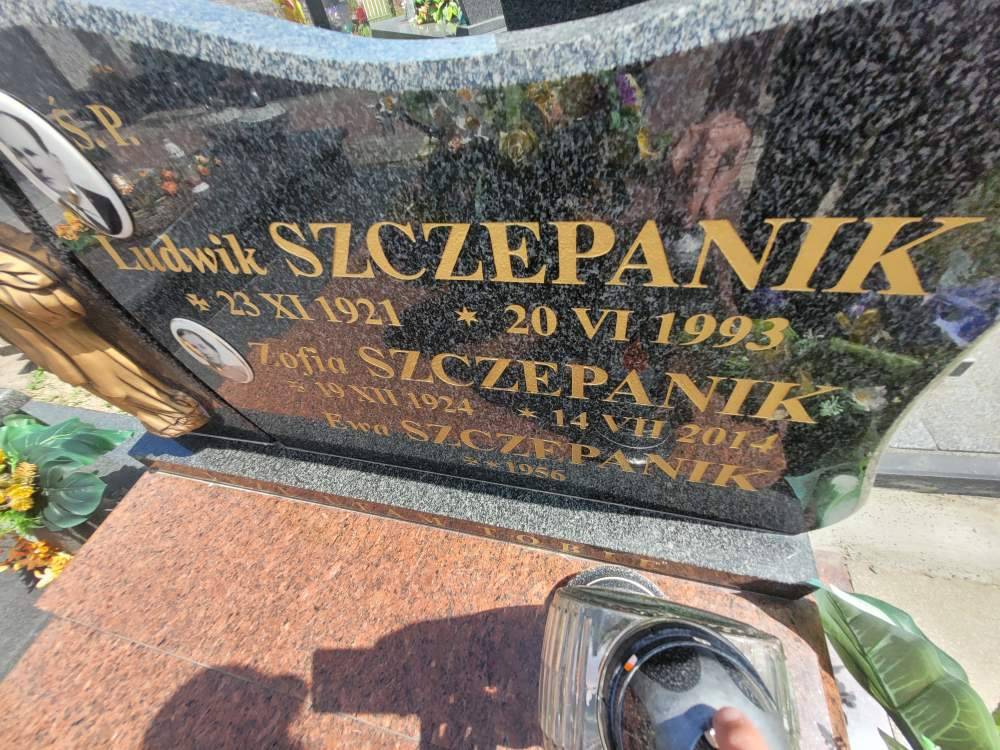 Ś.P.
Ludwik SZCZEPANIK
* 23 XI 1921 * 20 VI 1993
Zofia SZCZEPANIK
* 19 XII 1924 * 14 VII 2014
Ewa SZCZEPANIK
* * 1956